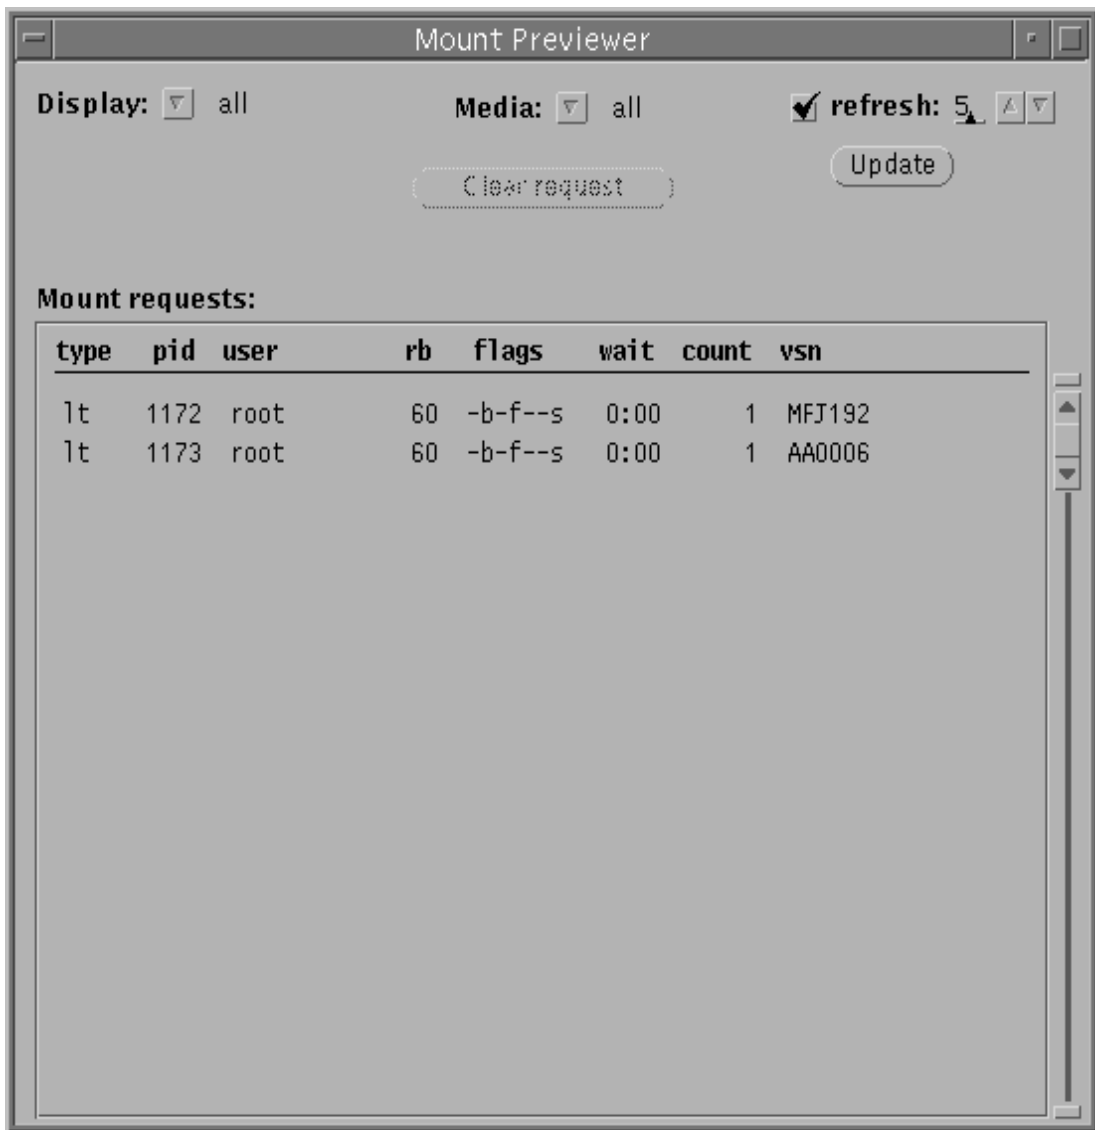 Mount Previewer
Display: all Media: all refresh: 5
Clear request Update
Mount requests:
type pid user rb flags wait count vsn
lt 1172 root 60 -b-f--s 0:00 1 MFJ192
lt 1173 root 60 -b-f--s 0:00 1 AA0006